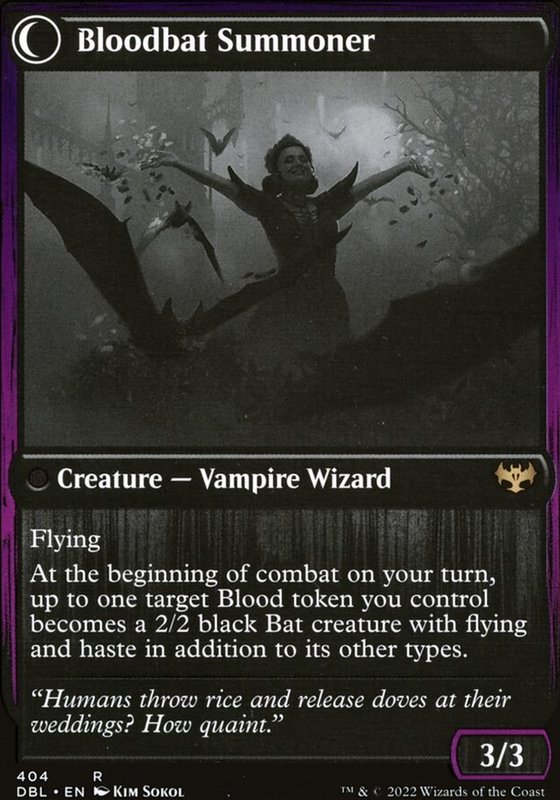 Bloodbat Summoner
Creature — Vampire Wizard
Flying
At the beginning of combat on your turn,
up to one target Blood token you control
becomes a 2/2 black Bat creature with flying
and haste in addition to its other types.
“Humans throw rice and release doves at their
weddings? How quaint.”
3/3
404 R
DBL • EN Kim Sokol
™ & © 2022 Wizards of the Coast